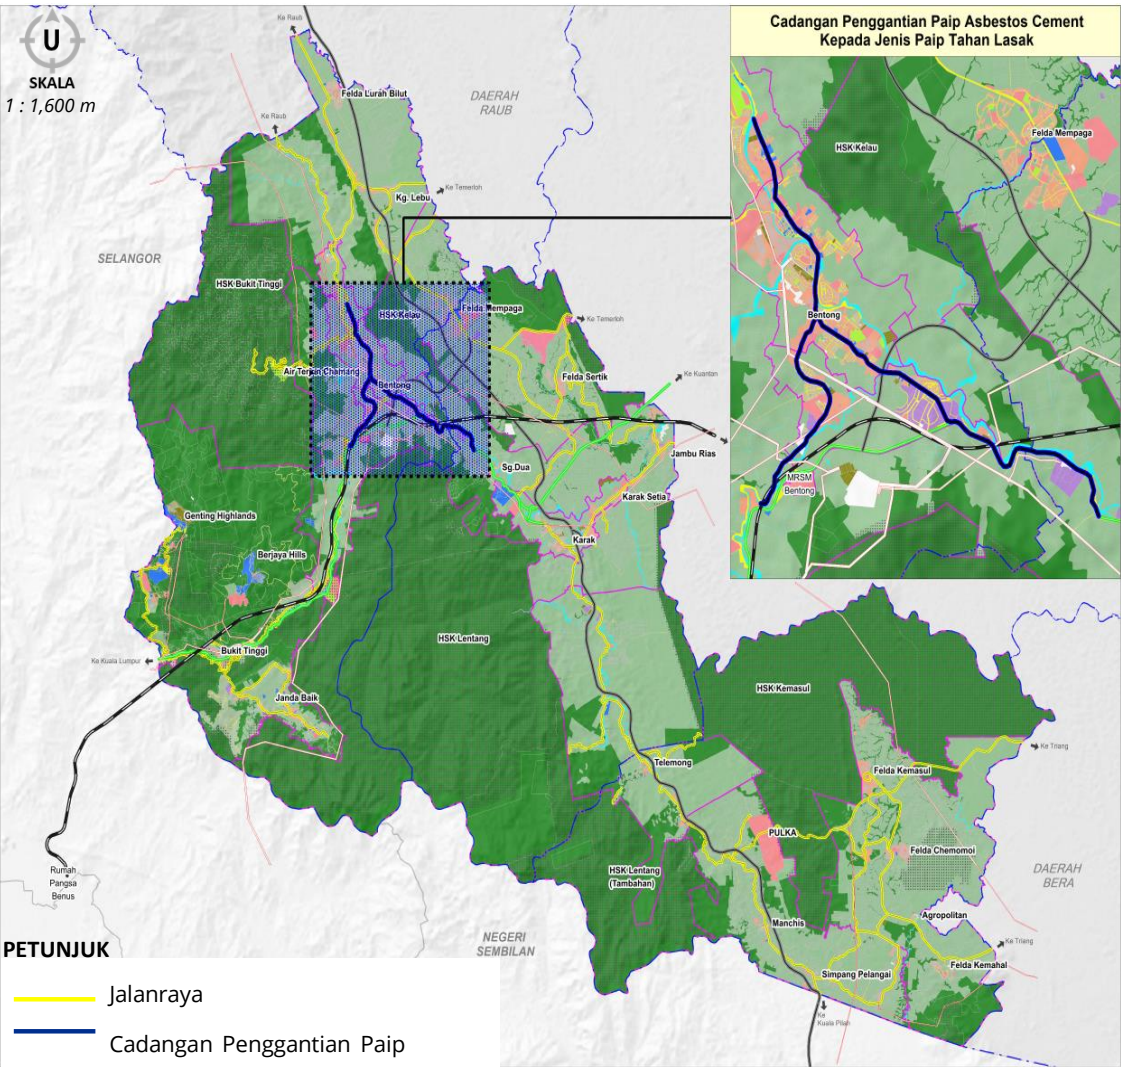 U
SKALA
1 : 1,600 m
Cadangan Penggantian Paip Asbestos Cement
Kepada Jenis Paip Tahan Lasak
Ke Raub
Felda Lurah Bilut
DAERAH
RAUB
Ke Raub
Ke Temerloh
Kg. Lebu
SELANGOR
HSK Bukit Tinggi
HSK Kelau
Felda Mempaga
Ke Temerloh
Air Terjun Chamang
Bentong
Felda Sertik
Ke Kuantan
Sg.Dua
Jambu Rias
Karak Setia
Karak
Genting Highlands
Berjaya Hills
HSK Lentang
Bukit Tinggi
Ke Kuala Lumpur
Janda Baik
HSK Kemasul
Telemong
Ke Triang
Felda Kemasul
PULKA
Felda Chemomoi
HSK Lentang
(Tambahan)
DAERAH
BERA
Rumah
Pangsa
Benus
Manchis
Agropolitan
NEGERI
SEMBILAN
Ke Triang
Felda Kemahal
Simpang Pelangai
Ke
Kuala Pilah
HSK Kelau
Felda Mempaga
Bentong
MRSM
Bentong
PETUNJUK
Jalanraya
Cadangan Penggantian Paip